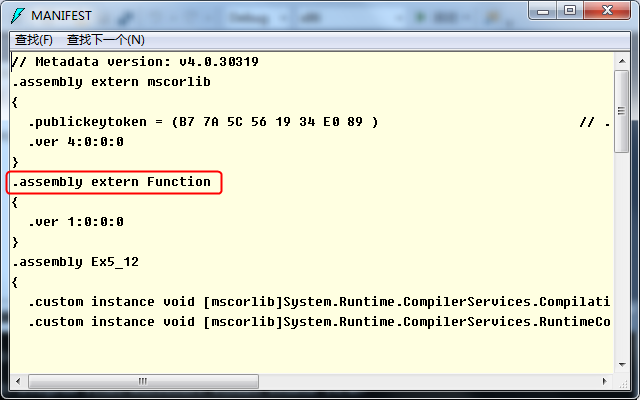 MANIFEST
查找(F) 查找下一个(N)
// Metadata version: v4.0.30319
.assembly extern mscorlib
{
  .publickeytoken = (B7 7A 5C 56 19 34 E0 89 ) // .
  .ver 4:0:0:0
}
.assembly extern Function
{
  .ver 1:0:0:0
}
.assembly Ex5_12
{
  .custom instance void [mscorlib]System.Runtime.CompilerServices.Compilati
  .custom instance void [mscorlib]System.Runtime.CompilerServices.RuntimeCo